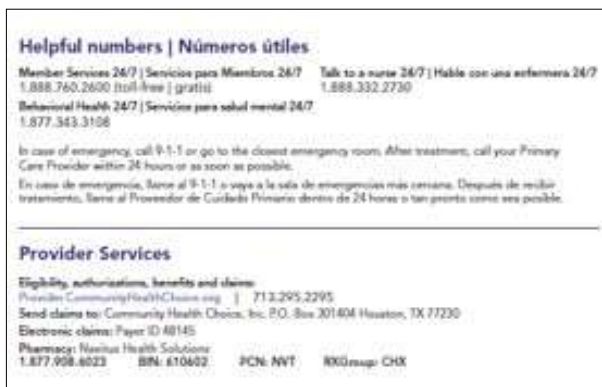 Helpful numbers | Números útiles
Member Services 24/7 | Servicios para Miembros 24/7 Talk to a nurse 24/7 | Hable con una enfermera 24/7
1.888.760.2600 (toll-free | gratis) 1.888.332.2730
Behavioral Health 24/7 | Servicios para salud mental 24/7
1.877.343.3108
In case of emergency, call 9-1-1 or go to the closest emergency room. After treatment, call your Primary
Care Provider within 24 hours or as soon as possible.
En caso de emergencia, llame al 9-1-1 o vaya a la sala de emergencias más cercana. Después de recibir
tratamiento, llame al Proveedor de Cuidado Primario dentro de 24 horas o tan pronto como sea posible.
Provider Services
Eligibility, authorizations, benefits and claims:
Provider.CommunityHealthChoice.org | 713.295.2295
Send claims to: Community Health Choice, Inc. P.O. Box 301404 Houston, TX 77230
Electronic claims: Payer ID 48145
Pharmacy: Navitus Health Solutions
1.877.908.6023 BIN: 610602 PCN: NVT RXGroup: CHX